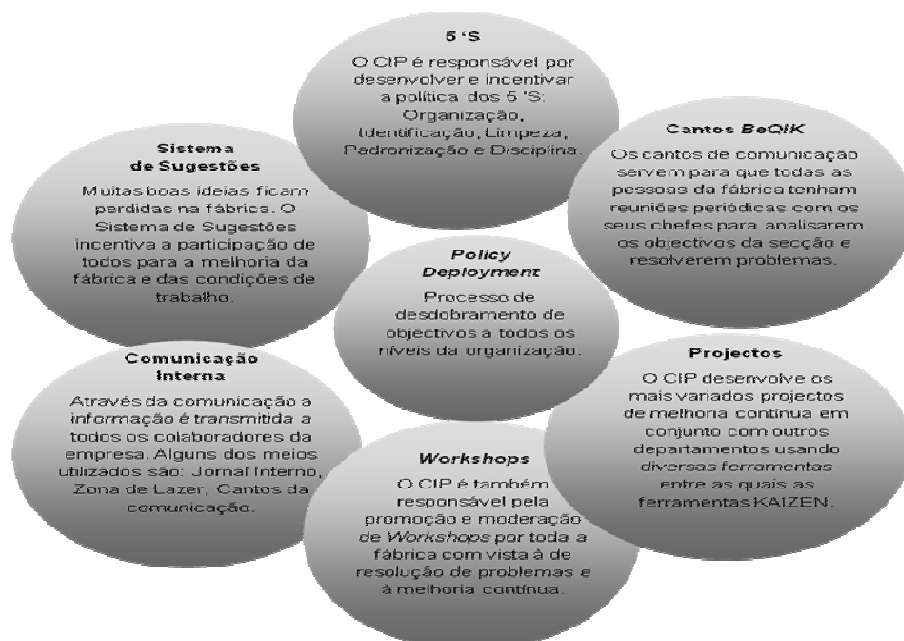 5 'S
O CIP é responsável por
desenvolver e incentivar
a política dos 5 'S:
Organização,
Identificação, Limpeza,
Padronização e Disciplina.
Cantos BeQIK
Os cantos de comunicação
servem para que todas as
pessoas da fábrica tenham
reuniões periódicas com os
seus chefes para analisarem
os objectivos da secção e
resolverem problemas.
Sistema
de Sugestões
Muitas boas ideias ficam
perdidas na fábrica. O
Sistema de Sugestões
incentiva a participação de
todos para a melhoria da
fábrica e das condições de
trabalho.
Policy
Deployment
Processo de
desdobramento de
objectivos a todos os
níveis da organização.
Comunicação
Interna
Através da comunicação a
informação é transmitida a
todos os colaboradores da
empresa. Alguns dos meios
utilizados são: Jornal Interno,
Zona de Lazer, Cantos da
comunicação.
Projectos
O CIP desenvolve os
mais variados projectos
de melhoria contínua em
conjunto com outros
departamentos usando
diversas ferramentas
entre as quais as
ferramentas KAIZEN.
Workshops
O CIP é também
responsável pela
promoção e moderação
de Workshops por toda a
fábrica com vista à de
resolução de problemas e
à melhoria contínua.